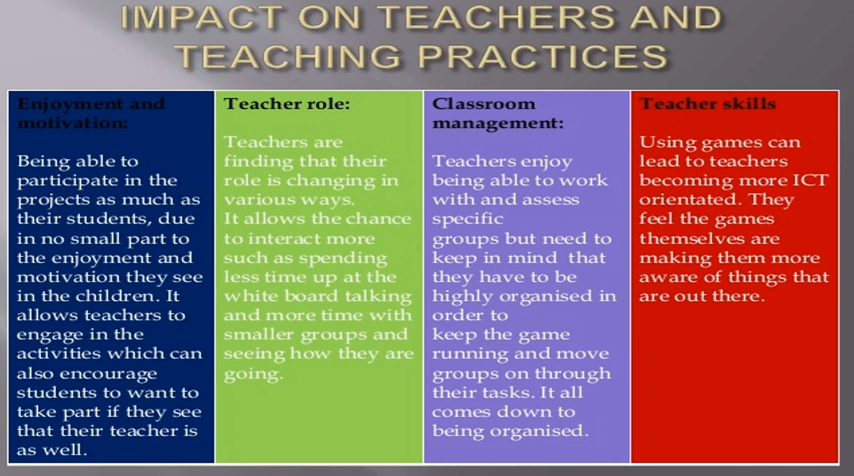 IMPACT ON TEACHERS AND
TEACHING PRACTICES
Enjoyment and
motivation:
Being able to
participate in the
projects as much as
their students, due
in no small part to
the enjoyment and
motivation they see
in the children. It
allows teachers to
engage in the
activities which can
also encourage
students to want to
take part if they see
that their teacher is
as well.
Teacher role:
Teachers are
finding that their
role is changing in
various ways.
It allows the chance
to interact more
such as spending
less time up at the
white board talking
and more time with
smaller groups and
seeing how they are
going.
Classroom
management:
Teachers enjoy
being able to work
with and assess
specific
groups but need to
keep in mind that
they have to be
highly organised in
order to
keep the game
running and move
groups on through
their tasks. It all
comes down to
being organised.
Teacher skills
Using games can
lead to teachers
becoming more ICT
orientated. They
feel the games
themselves are
making them more
aware of things that
are out there.